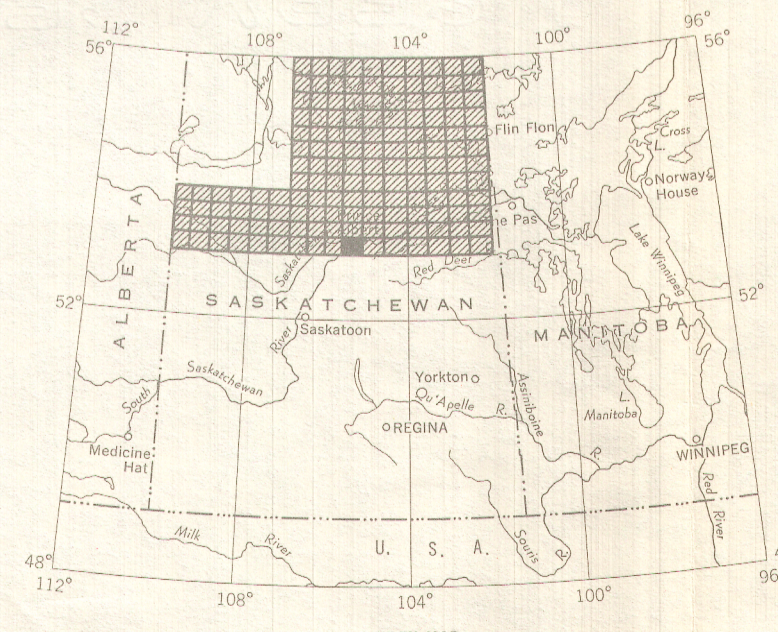 112°
108°
104°
100°
96°
56°
56°
Flin Flon
Cross
L.
Norway
House
he Pas
ALBERTA
Red Deer
Lake Winnipeg
52°
52°
SASKATCHEWAN
MANITOBA
Saskatoon
River
Saskatchewan
South
Yorkton
Qu'Apelle
R.
Assiniboine
R.
L.
Manitoba
REGINA
Medicine
Hat
WINNIPEG
Red
River
Milk
River
U. S. A.
Souris
R.
48°
112°
108°
104°
100°
96